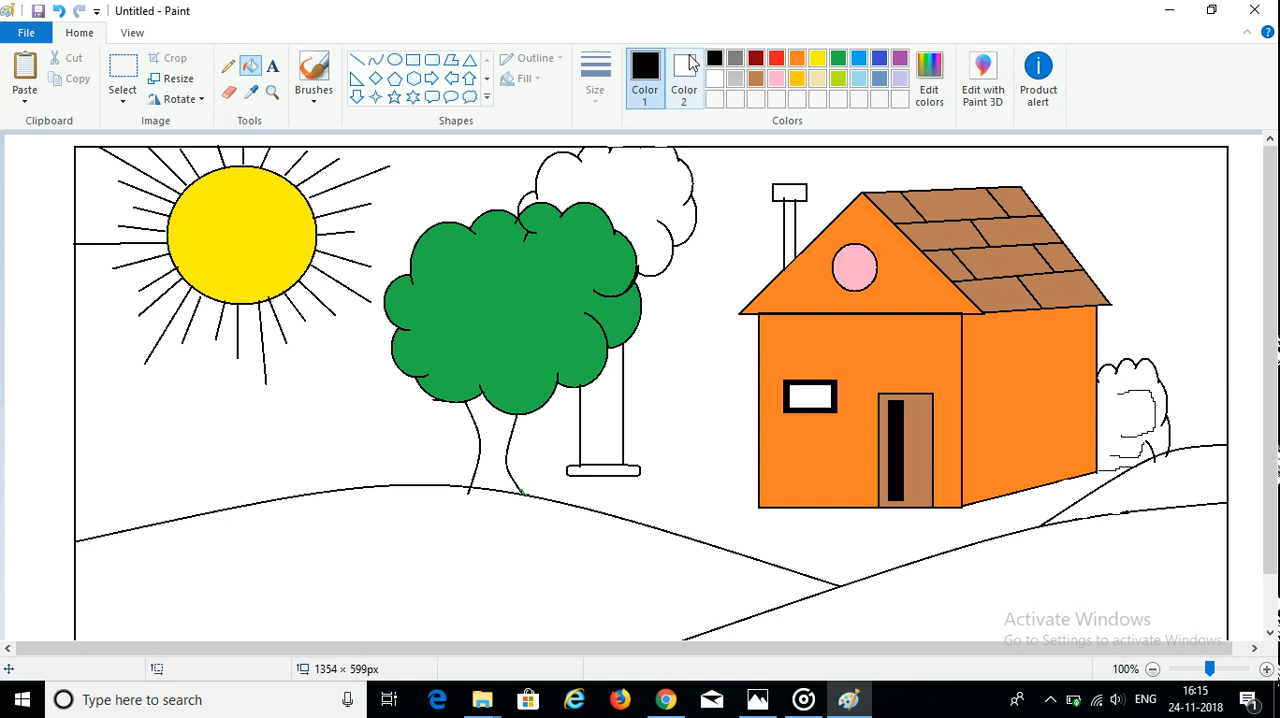 Untitled - Paint
File
Home
View
Paste
Cut
Copy
Clipboard
Select
Crop
Resize
Rotate
Image
A
Tools
Brushes
Shapes
Outline
Fill
Size
Color
1
Color
2
Edit
colors
Colors
Edit with
Paint 3D
Product
alert
Activate Windows
Go to Settings to activate Windows.
1354 × 599px
100%
Type here to search
ENG
16:15
24-11-2018
1